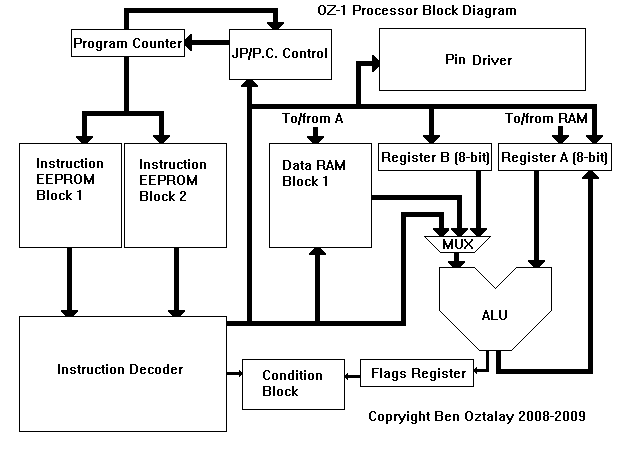 OZ-1 Processor Block Diagram
Program Counter
JP/P.C. Control
Pin Driver
To/from A
To/from RAM
Instruction
EEPROM
Block 1
Instruction
EEPROM
Block 2
Data RAM
Block 1
Register B (8-bit)
Register A (8-bit)
MUX
ALU
Instruction Decoder
Condition
Block
Flags Register
Copryight Ben Oztalay 2008-2009